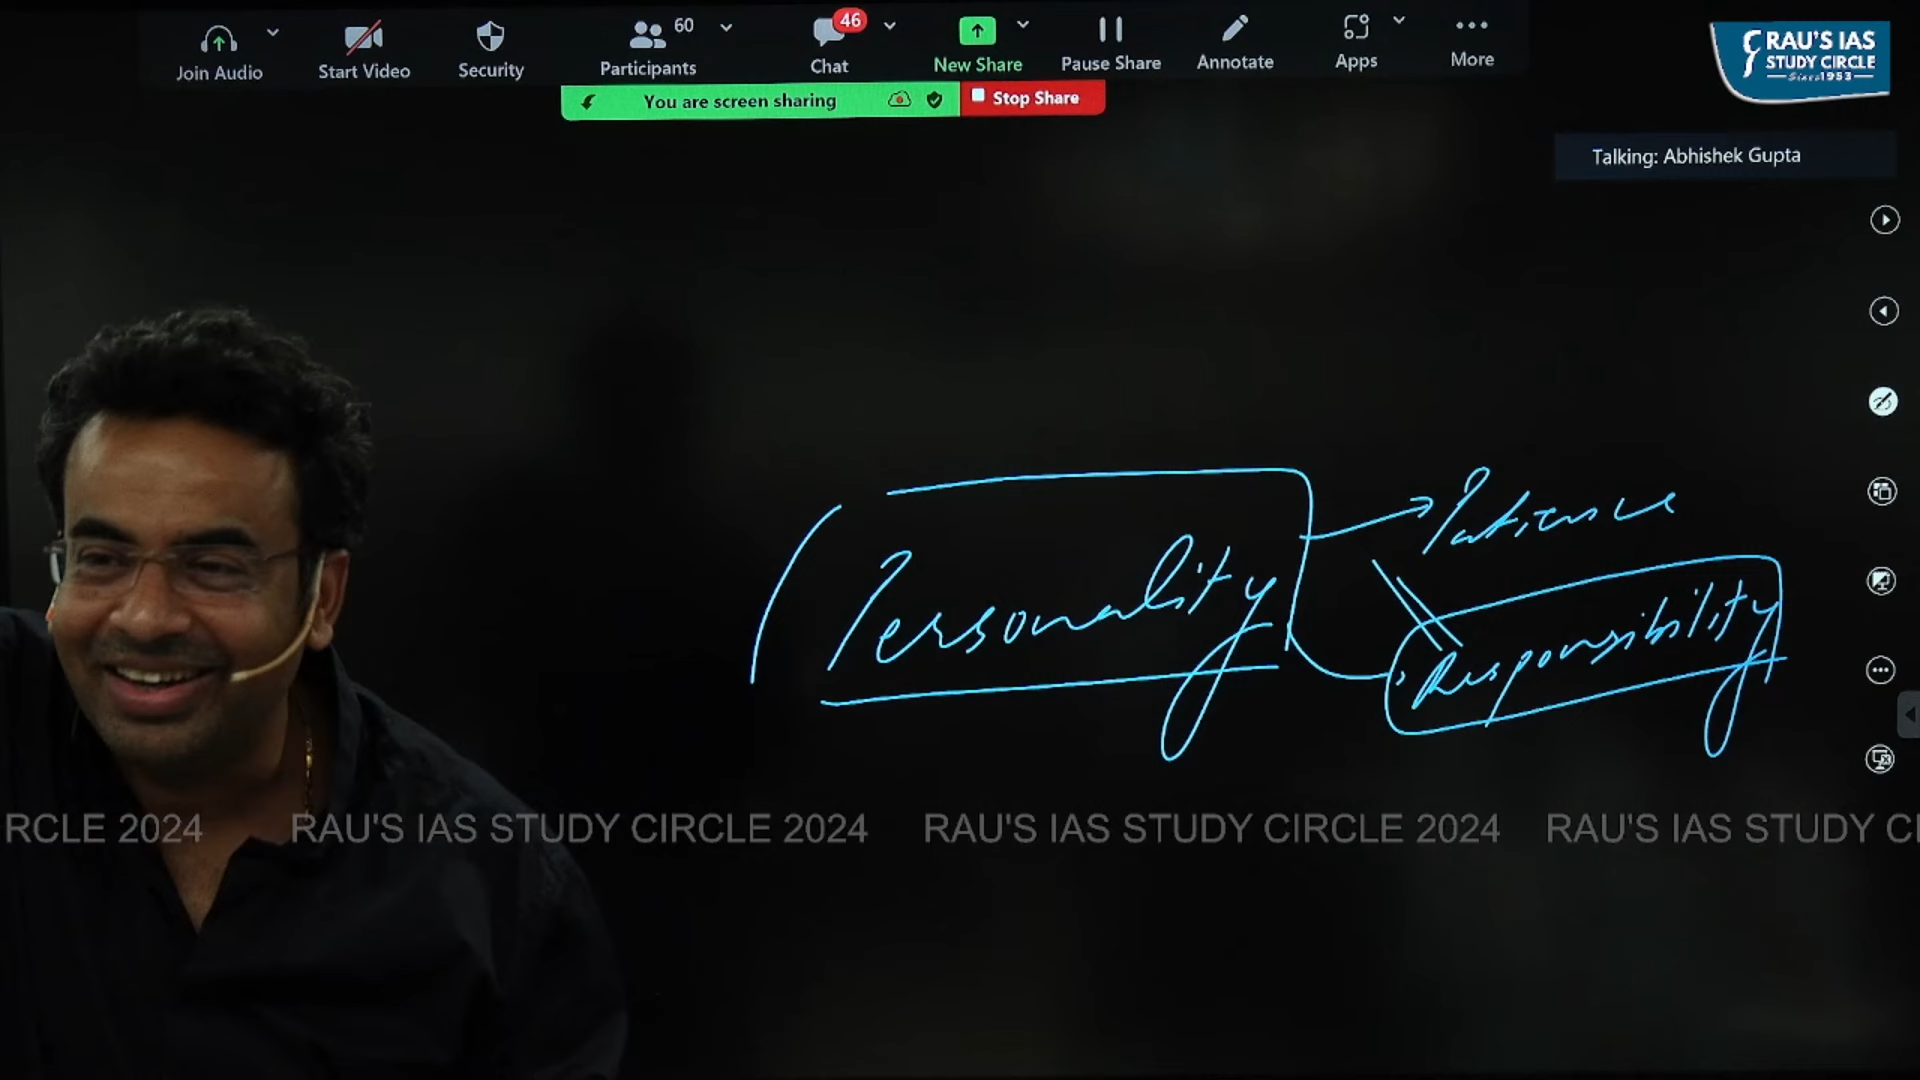 60
46
Join Audio
Start Video
Security
Participants
Chat
New Share
Pause Share
Annotate
Apps
More
RAU'S IAS
STUDY CIRCLE
Since 1953
You are screen sharing
Stop Share
Talking: Abhishek Gupta
Patience
Personality
Responsibility
RCLE 2024 RAU'S IAS STUDY CIRCLE 2024 RAU'S IAS STUDY CIRCLE 2024 RAU'S IAS STUDY CI